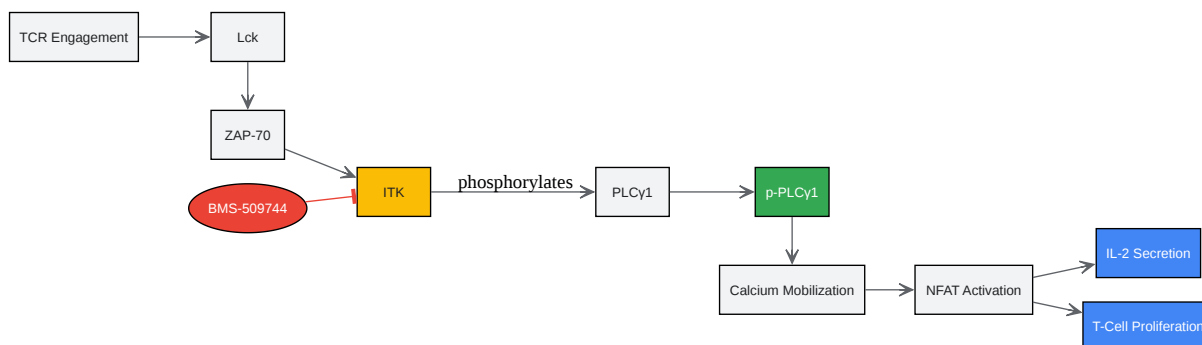 TCR Engagement
Lck
ZAP-70
BMS-509744
ITK
phosphorylates
PLCγ1
p-PLCγ1
Calcium Mobilization
NFAT Activation
IL-2 Secretion
T-Cell Proliferation